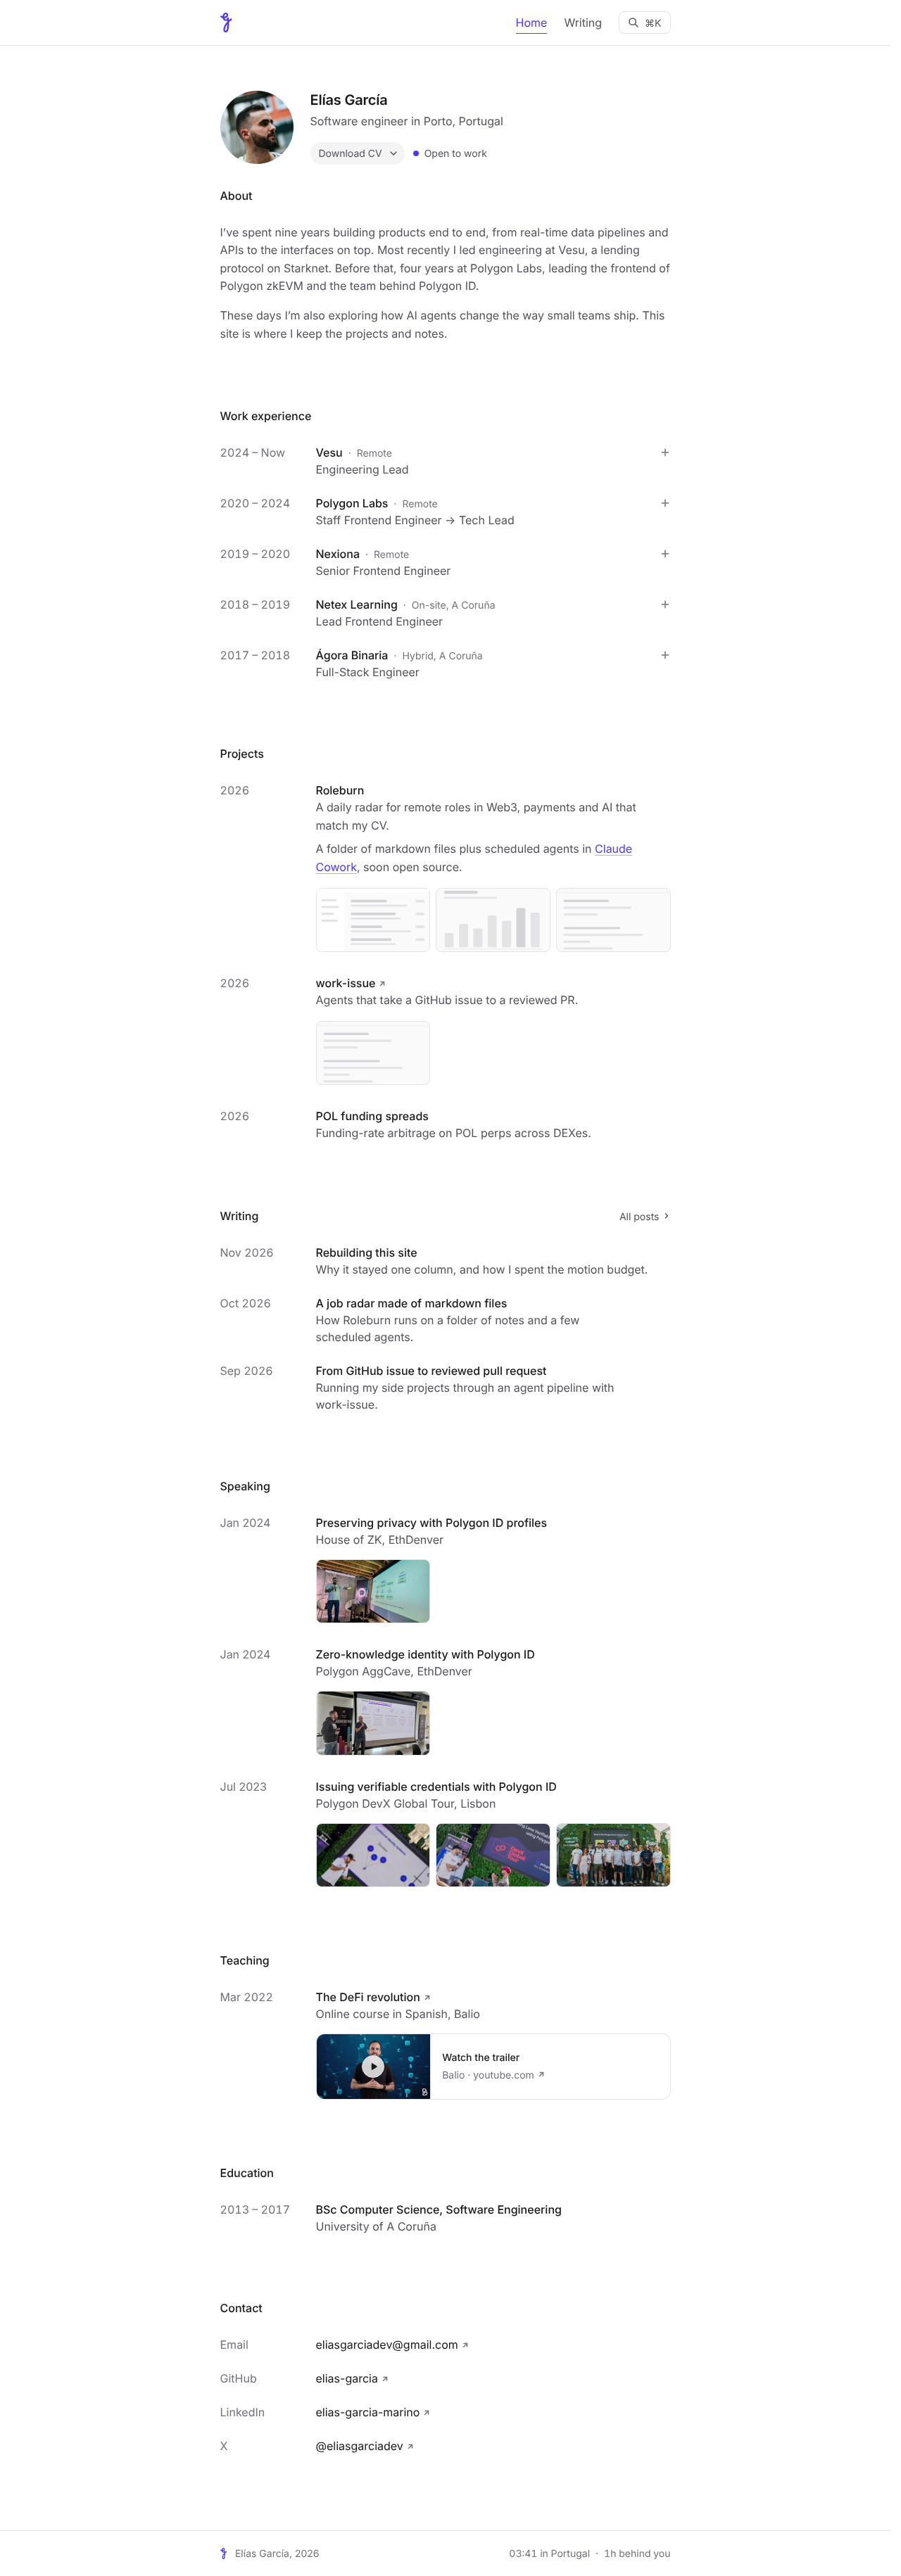 Home
Writing
⌘K
Elías García
Software engineer in Porto, Portugal
Download CV
Open to work
About
I've spent nine years building products end to end, from real-time data pipelines and
APIs to the interfaces on top. Most recently I led engineering at Vesu, a lending
protocol on Starknet. Before that, four years at Polygon Labs, leading the frontend of
Polygon zkEVM and the team behind Polygon ID.
These days I'm also exploring how AI agents change the way small teams ship. This
site is where I keep the projects and notes.
Work experience
2024 – Now
Vesu · Remote
Engineering Lead
2020 – 2024
Polygon Labs · Remote
Staff Frontend Engineer → Tech Lead
2019 – 2020
Nexiona · Remote
Senior Frontend Engineer
2018 – 2019
Netex Learning · On-site, A Coruña
Lead Frontend Engineer
2017 – 2018
Ágora Binaria · Hybrid, A Coruña
Full-Stack Engineer
Projects
2026
Roleburn
A daily radar for remote roles in Web3, payments and AI that
match my CV.
A folder of markdown files plus scheduled agents in Claude
Cowork, soon open source.
2026
work-issue
Agents that take a GitHub issue to a reviewed PR.
2026
POL funding spreads
Funding-rate arbitrage on POL perps across DEXes.
Writing
All posts
Nov 2026
Rebuilding this site
Why it stayed one column, and how I spent the motion budget.
Oct 2026
A job radar made of markdown files
How Roleburn runs on a folder of notes and a few
scheduled agents.
Sep 2026
From GitHub issue to reviewed pull request
Running my side projects through an agent pipeline with
work-issue.
Speaking
Jan 2024
Preserving privacy with Polygon ID profiles
House of ZK, EthDenver
Jan 2024
Zero-knowledge identity with Polygon ID
Polygon AggCave, EthDenver
Jul 2023
Issuing verifiable credentials with Polygon ID
Polygon DevX Global Tour, Lisbon
Teaching
Mar 2022
The DeFi revolution
Online course in Spanish, Balio
Watch the trailer
Balio · youtube.com
Education
2013 – 2017
BSc Computer Science, Software Engineering
University of A Coruña
Contact
Email
eliasgarciadev@gmail.com
GitHub
elias-garcia
LinkedIn
elias-garcia-marino
X
@eliasgarciadev
Elías García, 2026
03:41 in Portugal · 1h behind you